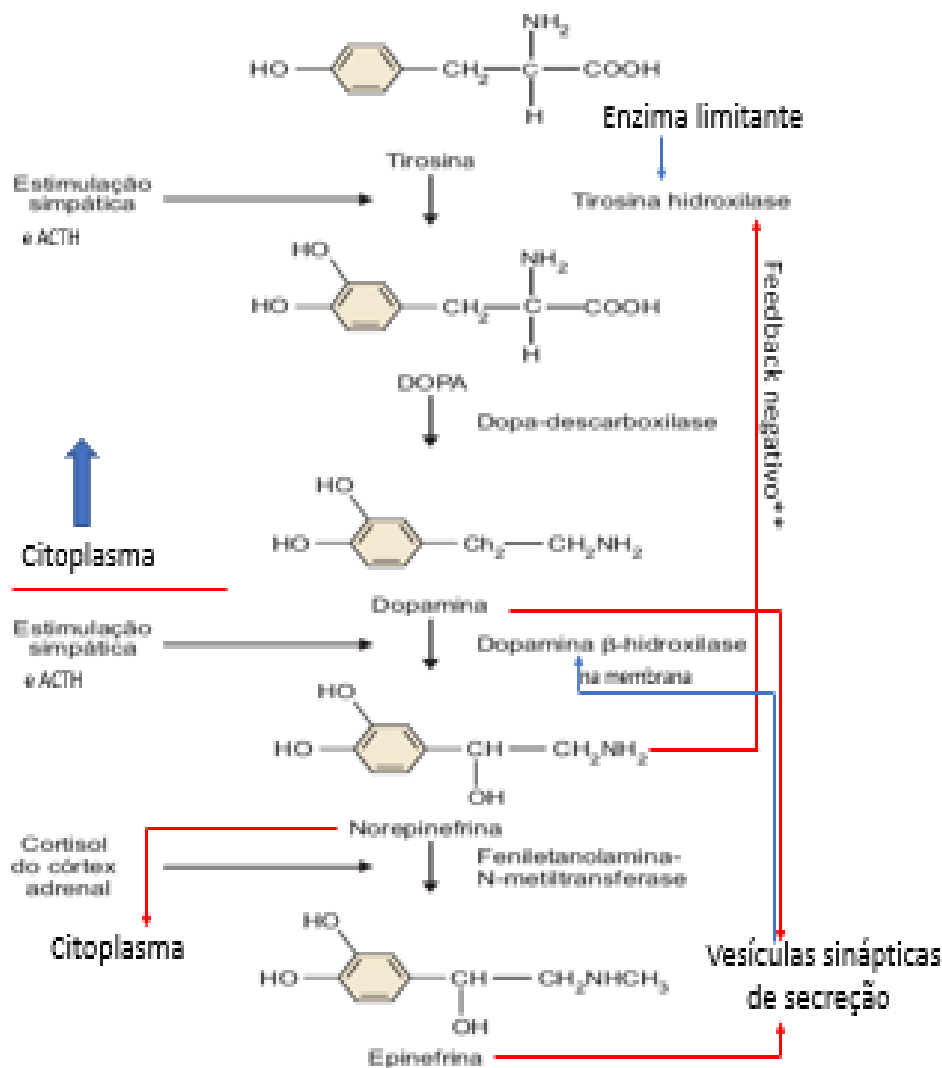 NH₂
HO CH₂ C COOH
H
Enzima limitante
Tirosina
Estimulação
simpática
e ACTH
Tirosina hidroxilase
HO
NH₂
HO CH₂ C COOH
H
Feedback negativo**
DOPA
Dopa-descarboxilase
Citoplasma
HO
HO Ch₂ CH₂NH₂
Dopamina
Estimulação
simpática
e ACTH
Dopamina β-hidroxilase
na membrana
HO
HO CH CH₂NH₂
OH
Norepinefrina
Cortisol
do córtex
adrenal
Feniletanolamina-
N-metiltransferase
Citoplasma
HO
HO CH CH₂NHCH₃
OH
Vesículas sinápticas
de secreção
Epinefrina